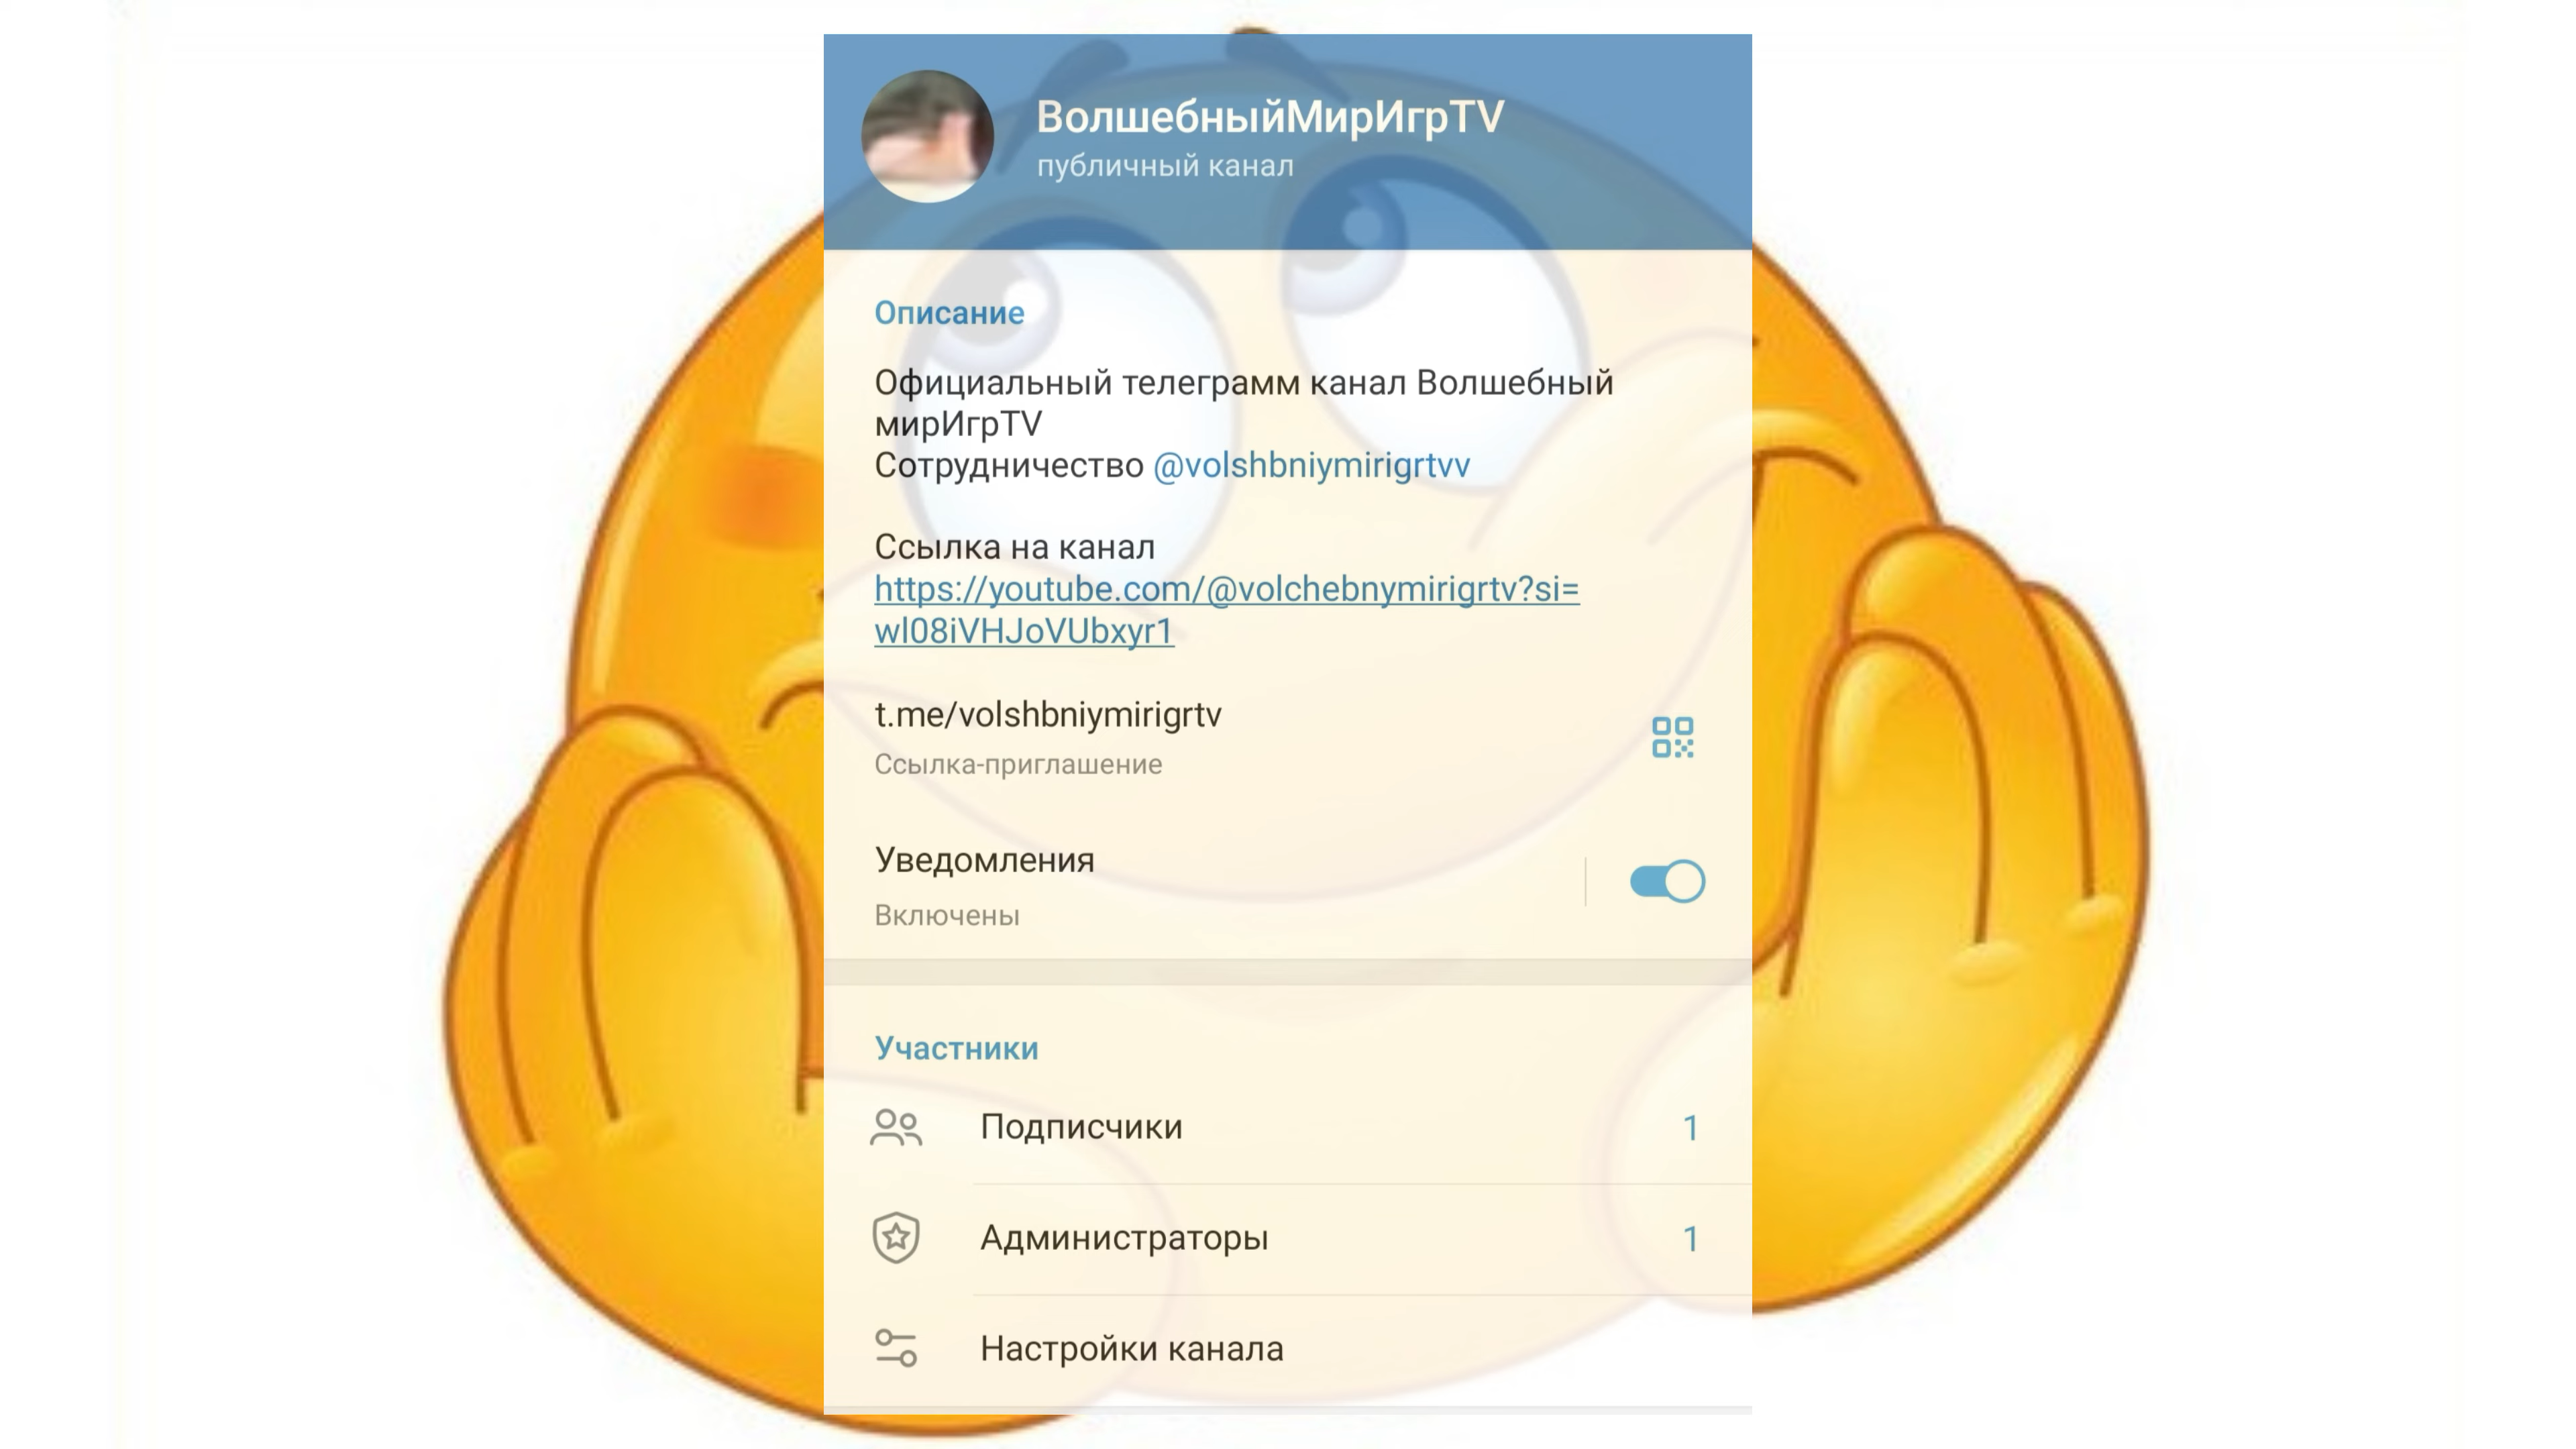 ВолшебныйМирИгрTV
публичный канал
Описание
Официальный телеграмм канал Волшебный
мирИгрTV
Сотрудничество @volshbniymirigrtvv
Ссылка на канал
https://youtube.com/@volchebnymirigrtv?si=
wl08iVHJoVUbxyr1
t.me/volshbniymirigrtv
Ссылка-приглашение
Уведомления
Включены
Участники
Подписчики 1
Администраторы 1
Настройки канала